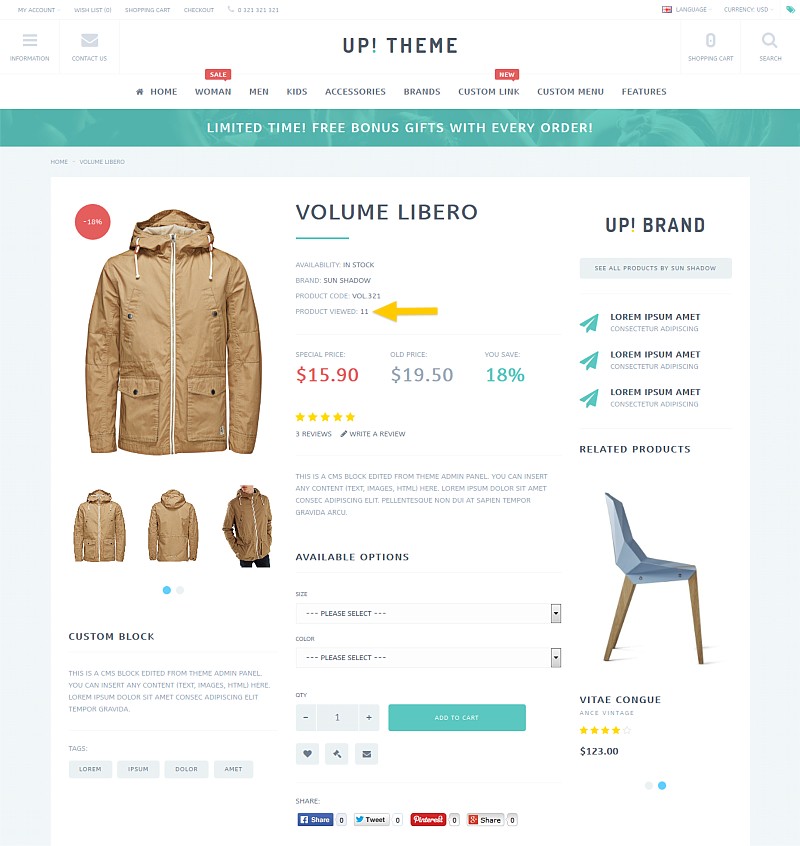 MY ACCOUNT
WISH LIST (0)
SHOPPING CART
CHECKOUT
0 321 321 321
LANGUAGE
CURRENCY: USD
INFORMATION
CONTACT US
UP! THEME
0
SHOPPING CART
SEARCH
SALE
NEW
HOME
WOMAN
MEN
KIDS
ACCESSORIES
BRANDS
CUSTOM LINK
CUSTOM MENU
FEATURES
LIMITED TIME! FREE BONUS GIFTS WITH EVERY ORDER!
HOME - VOLUME LIBERO
-18%
CUSTOM BLOCK
THIS IS A CMS BLOCK EDITED FROM THEME ADMIN PANEL.
YOU CAN INSERT ANY CONTENT (TEXT, IMAGES, HTML) HERE.
LOREM IPSUM DOLOR SIT AMET CONSEC ADIPISCING ELIT
TEMPOR GRAVIDA.
TAGS:
LOREM
IPSUM
DOLOR
AMET
VOLUME LIBERO
AVAILABILITY: IN STOCK
BRAND: SUN SHADOW
PRODUCT CODE: VOL.321
PRODUCT VIEWED: 11
SPECIAL PRICE:
$15.90
OLD PRICE:
$19.50
YOU SAVE:
18%
3 REVIEWS
WRITE A REVIEW
THIS IS A CMS BLOCK EDITED FROM THEME ADMIN PANEL. YOU CAN INSERT
ANY CONTENT (TEXT, IMAGES, HTML) HERE. LOREM IPSUM DOLOR SIT AMET
CONSEC ADIPISCING ELIT. PELLENTESQUE NON DUI AT SAPIEN TEMPOR
GRAVIDA ARCU.
AVAILABLE OPTIONS
SIZE
--- PLEASE SELECT ---
COLOR
--- PLEASE SELECT ---
QTY
− 1 +
ADD TO CART
SHARE:
Share 0
Tweet 0
Pinterest 0
Share 0
UP! BRAND
SEE ALL PRODUCTS BY SUN SHADOW
LOREM IPSUM AMET
CONSECTETUR ADIPISCING
LOREM IPSUM AMET
CONSECTETUR ADIPISCING
LOREM IPSUM AMET
CONSECTETUR ADIPISCING
RELATED PRODUCTS
VITAE CONGUE
ANCE VINTAGE
$123.00